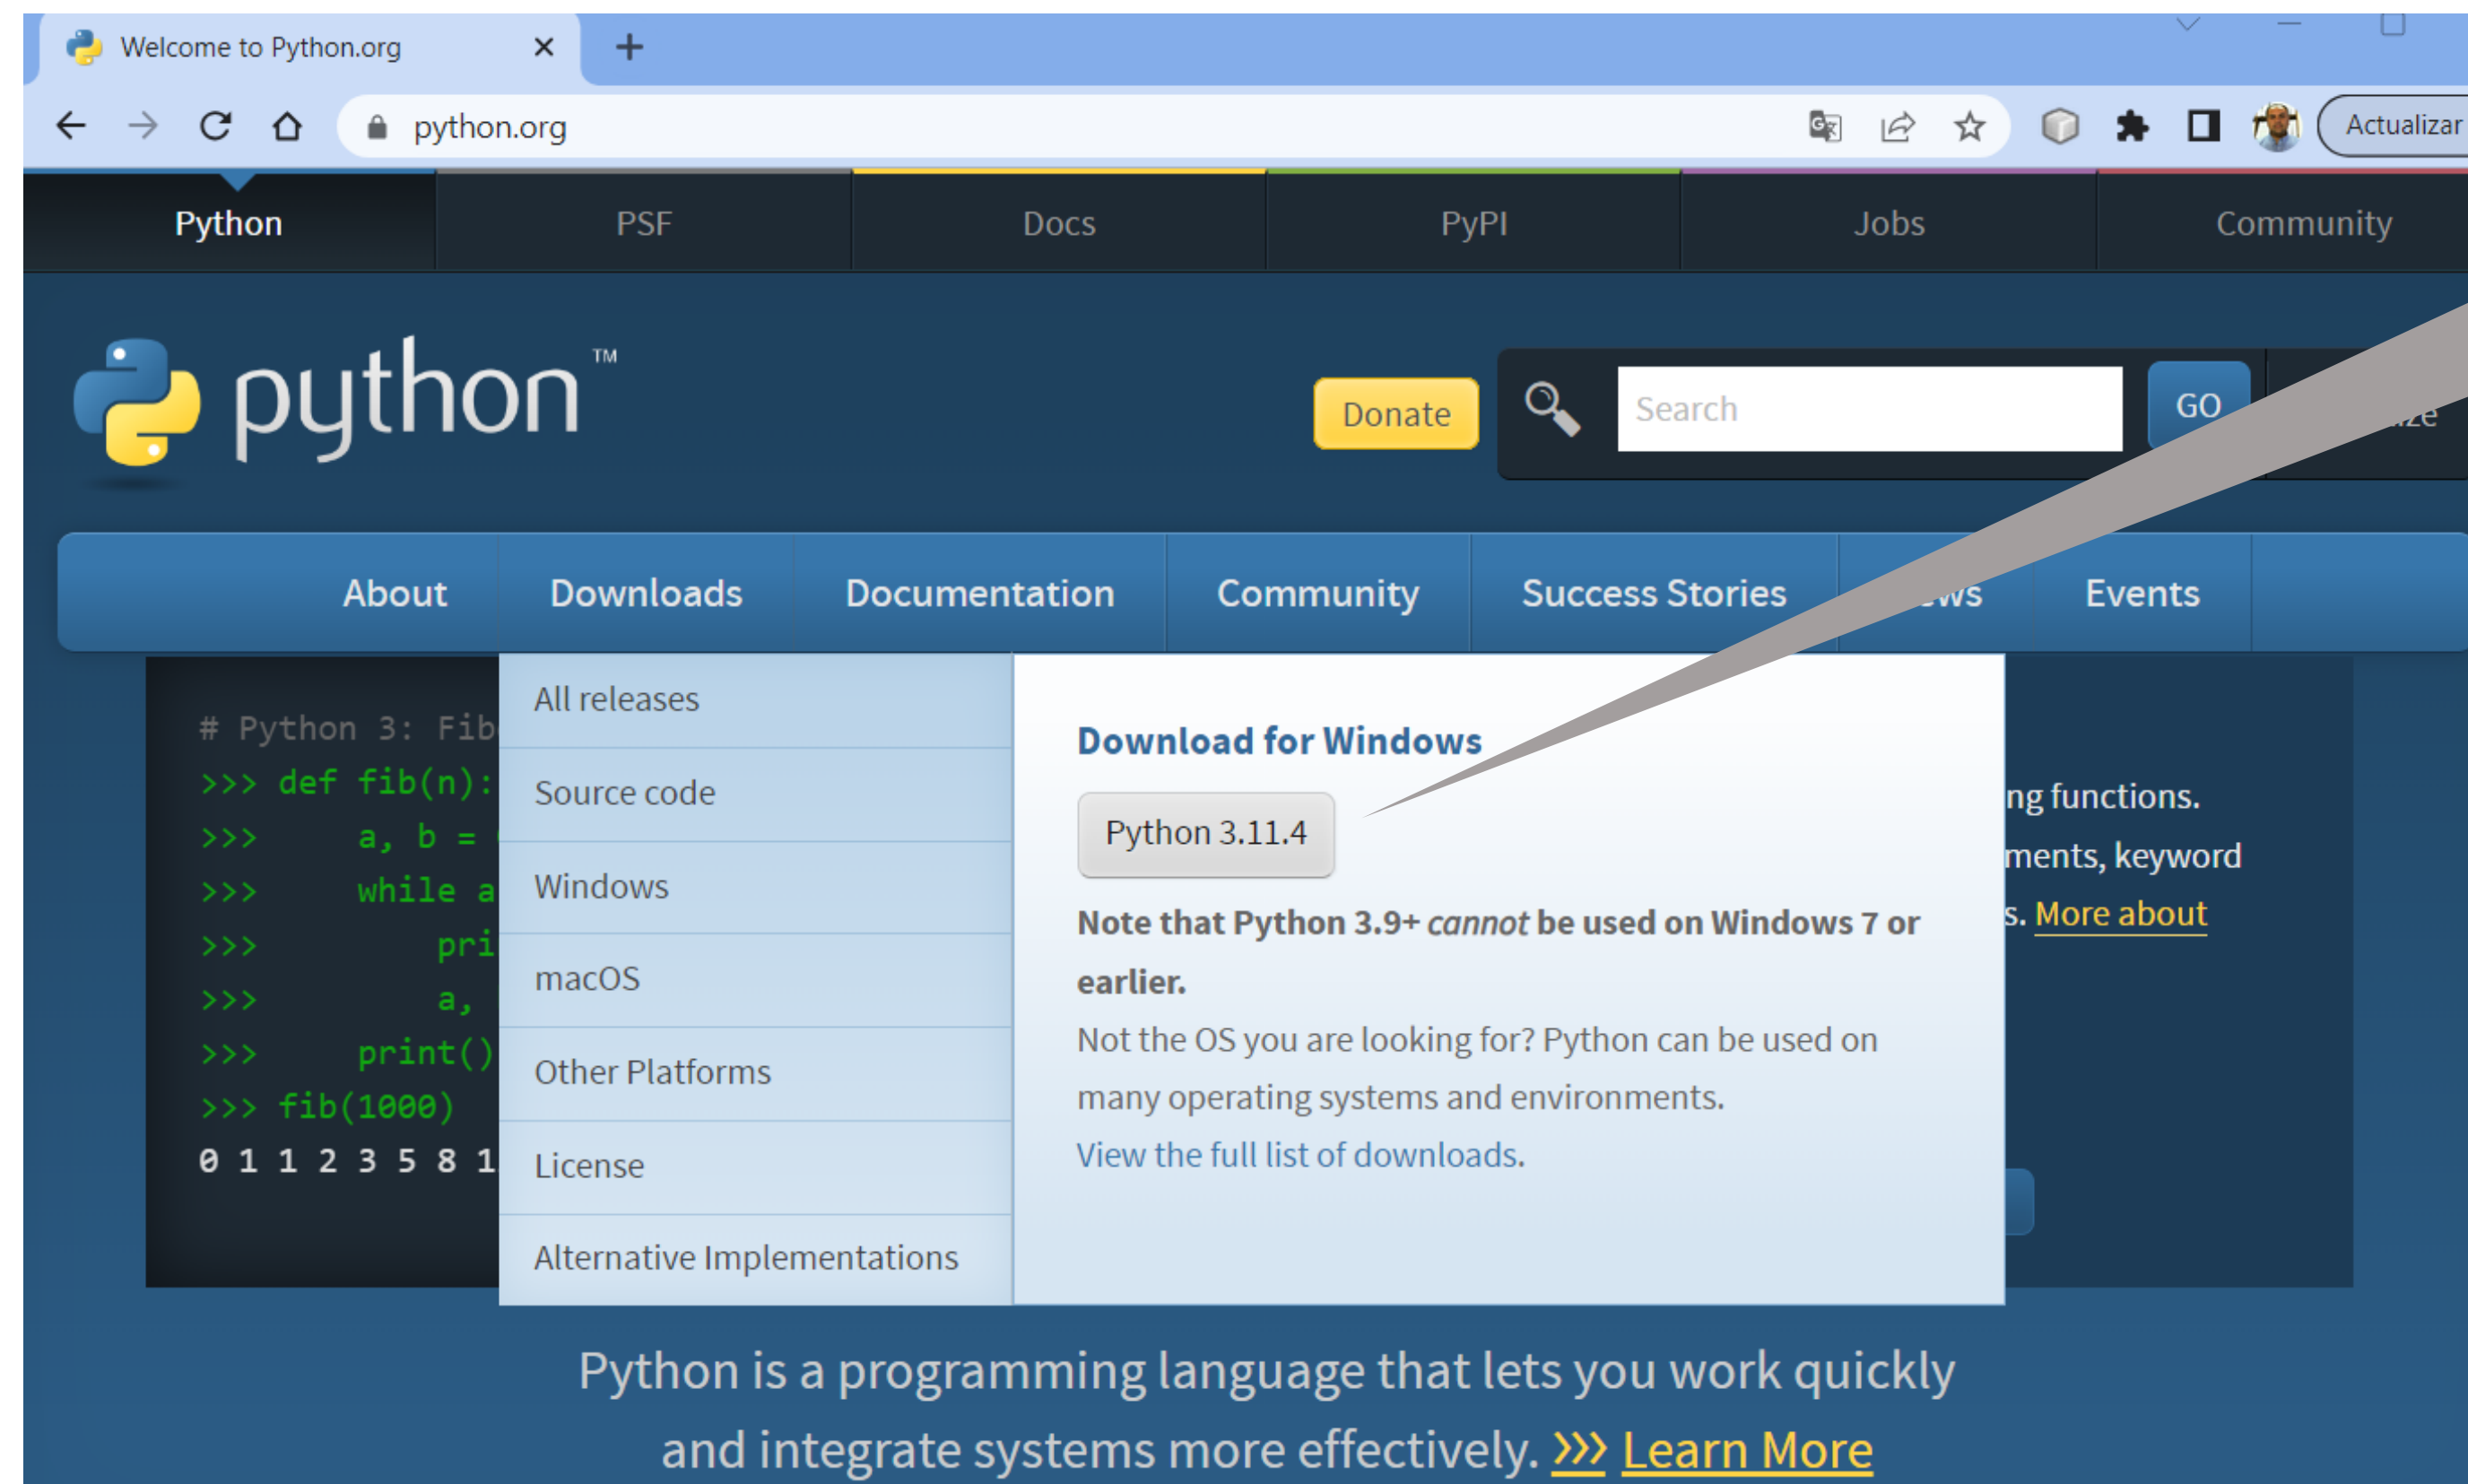 Welcome to Python.org
python.org
Actualizar
Python PSF Docs PyPI Jobs Community
python™
Donate Search GO
About Downloads Documentation Community Success Stories Events
# Python 3: Fib
>>> def fib(n):
>>> a, b =
>>> while a
>>> pri
>>> a,
>>> print()
>>> fib(1000)
0 1 1 2 3 5 8 1
All releases
Source code
Windows
macOS
Other Platforms
License
Alternative Implementations
Download for Windows
Python 3.11.4
Note that Python 3.9+ cannot be used on Windows 7 or
earlier.
Not the OS you are looking for? Python can be used on
many operating systems and environments.
View the full list of downloads.
ng functions.
ments, keyword
s. More about
Python is a programming language that lets you work quickly
and integrate systems more effectively. >>> Learn More